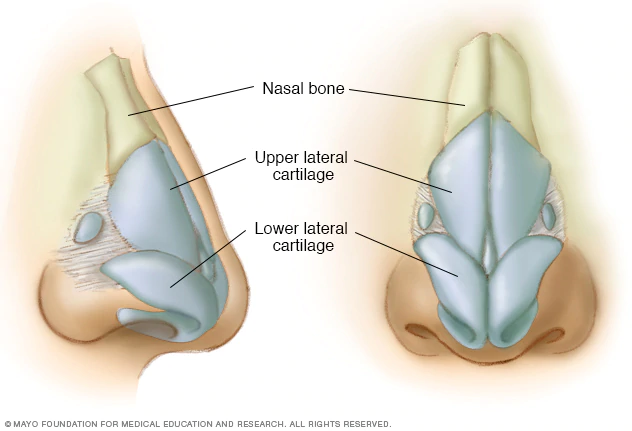 Nasal bone
Upper lateral
cartilage
Lower lateral
cartilage
© MAYO FOUNDATION FOR MEDICAL EDUCATION AND RESEARCH. ALL RIGHTS RESERVED.